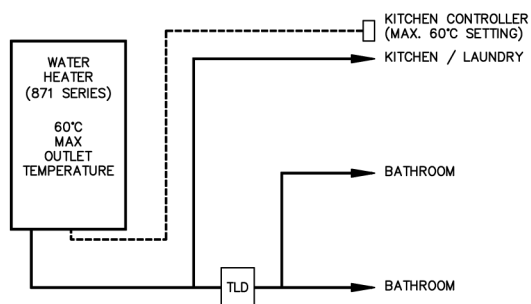 KITCHEN CONTROLLER
(MAX. 60°C SETTING)
KITCHEN / LAUNDRY
WATER
HEATER
(871 SERIES)
60°C
MAX
OUTLET
TEMPERATURE
BATHROOM
TLD
BATHROOM